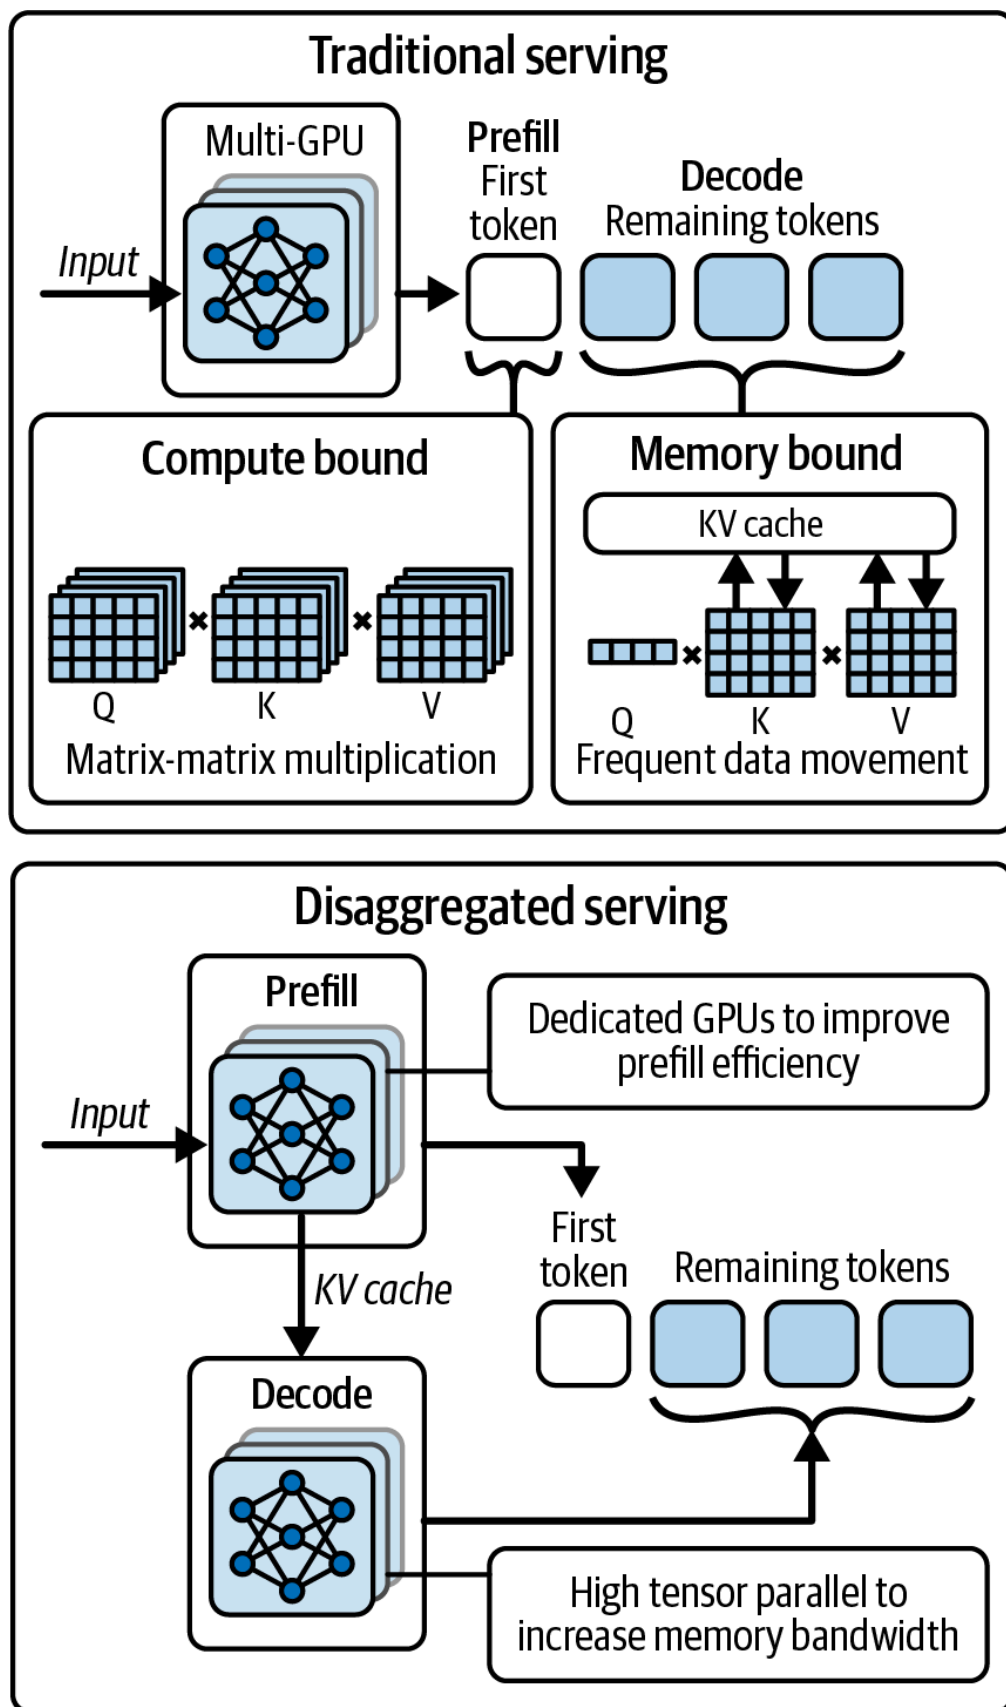 Traditional serving
Multi-GPU
Input
Prefill
First
token
Decode
Remaining tokens
Compute bound
Q
K
V
Matrix-matrix multiplication
Memory bound
KV cache
Q
K
V
Frequent data movement
Disaggregated serving
Prefill
Dedicated GPUs to improve
prefill efficiency
Input
First
token
Remaining tokens
KV cache
Decode
High tensor parallel to
increase memory bandwidth